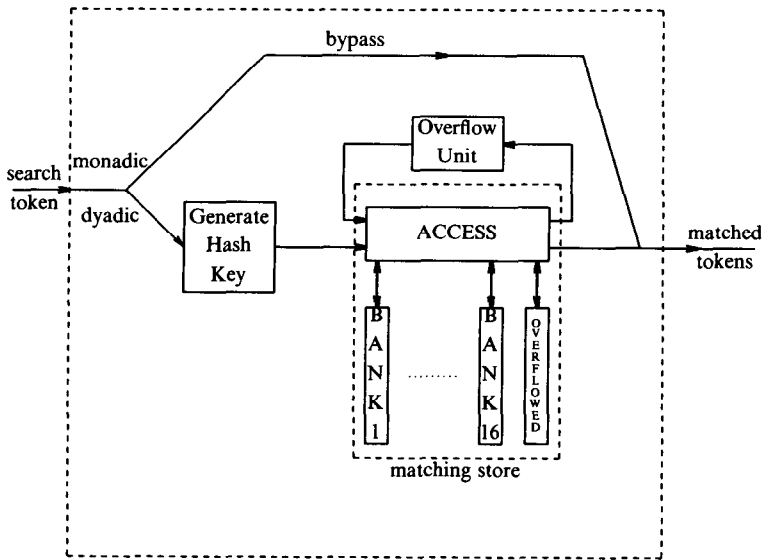 bypass
Overflow
Unit
monadic
search
token
dyadic
Generate
Hash
Key
ACCESS
matched
tokens
BANK1
.........
BANK16
OVERFLOWED
matching store